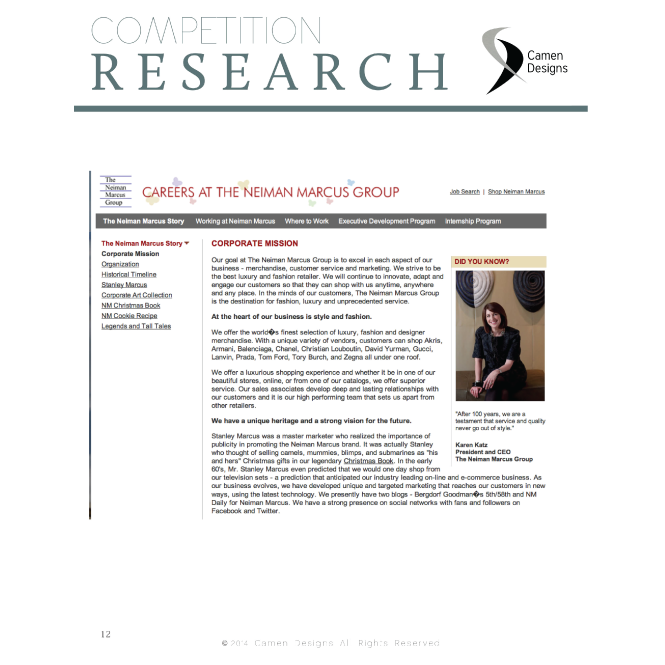 COMPETITION
RESEARCH
Camen
Designs
The
Neiman
Marcus
Group
CAREERS AT THE NEIMAN MARCUS GROUP
Job Search | Shop Neiman Marcus
The Neiman Marcus Story Working at Neiman Marcus Where to Work Executive Development Program Internship Program
The Neiman Marcus Story
Corporate Mission
Organization
Historical Timeline
Stanley Marcus
Corporate Art Collection
NM Christmas Book
NM Cookie Recipe
Legends and Tall Tales
CORPORATE MISSION
Our goal at The Neiman Marcus Group is to excel in each aspect of our
business - merchandise, customer service and marketing. We strive to be
the best luxury and fashion retailer. We will continue to innovate, adapt and
engage our customers so that they can shop with us anytime, anywhere
and any place. In the minds of our customers, The Neiman Marcus Group
is the destination for fashion, luxury and unprecedented service.
At the heart of our business is style and fashion.
We offer the world�s finest selection of luxury, fashion and designer
merchandise. With a unique variety of vendors, customers can shop Akris,
Armani, Balenciaga, Chanel, Christian Louboutin, David Yurman, Gucci,
Lanvin, Prada, Tom Ford, Tory Burch, and Zegna all under one roof.
We offer a luxurious shopping experience and whether it be in one of our
beautiful stores, online, or from one of our catalogs, we offer superior
service. Our sales associates develop deep and lasting relationships with
our customers and it is our high performing team that sets us apart from
other retailers.
We have a unique heritage and a strong vision for the future.
Stanley Marcus was a master marketer who realized the importance of
publicity in promoting the Neiman Marcus brand. It was actually Stanley
who thought of selling camels, mummies, blimps, and submarines as "his
and hers" Christmas gifts in our legendary Christmas Book. In the early
60's, Mr. Stanley Marcus even predicted that we would one day shop from
our television sets - a prediction that anticipated our industry leading on-line and e-commerce business. As
our business evolves, we have developed unique and targeted marketing that reaches our customers in new
ways, using the latest technology. We presently have two blogs - Bergdorf Goodman�s 5th/58th and NM
Daily for Neiman Marcus. We have a strong presence on social networks with fans and followers on
Facebook and Twitter.
DID YOU KNOW?
"After 100 years, we are a
testament that service and quality
never go out of style."
Karen Katz
President and CEO
The Neiman Marcus Group
12
© 2014 Camen Designs All Rights Reserved